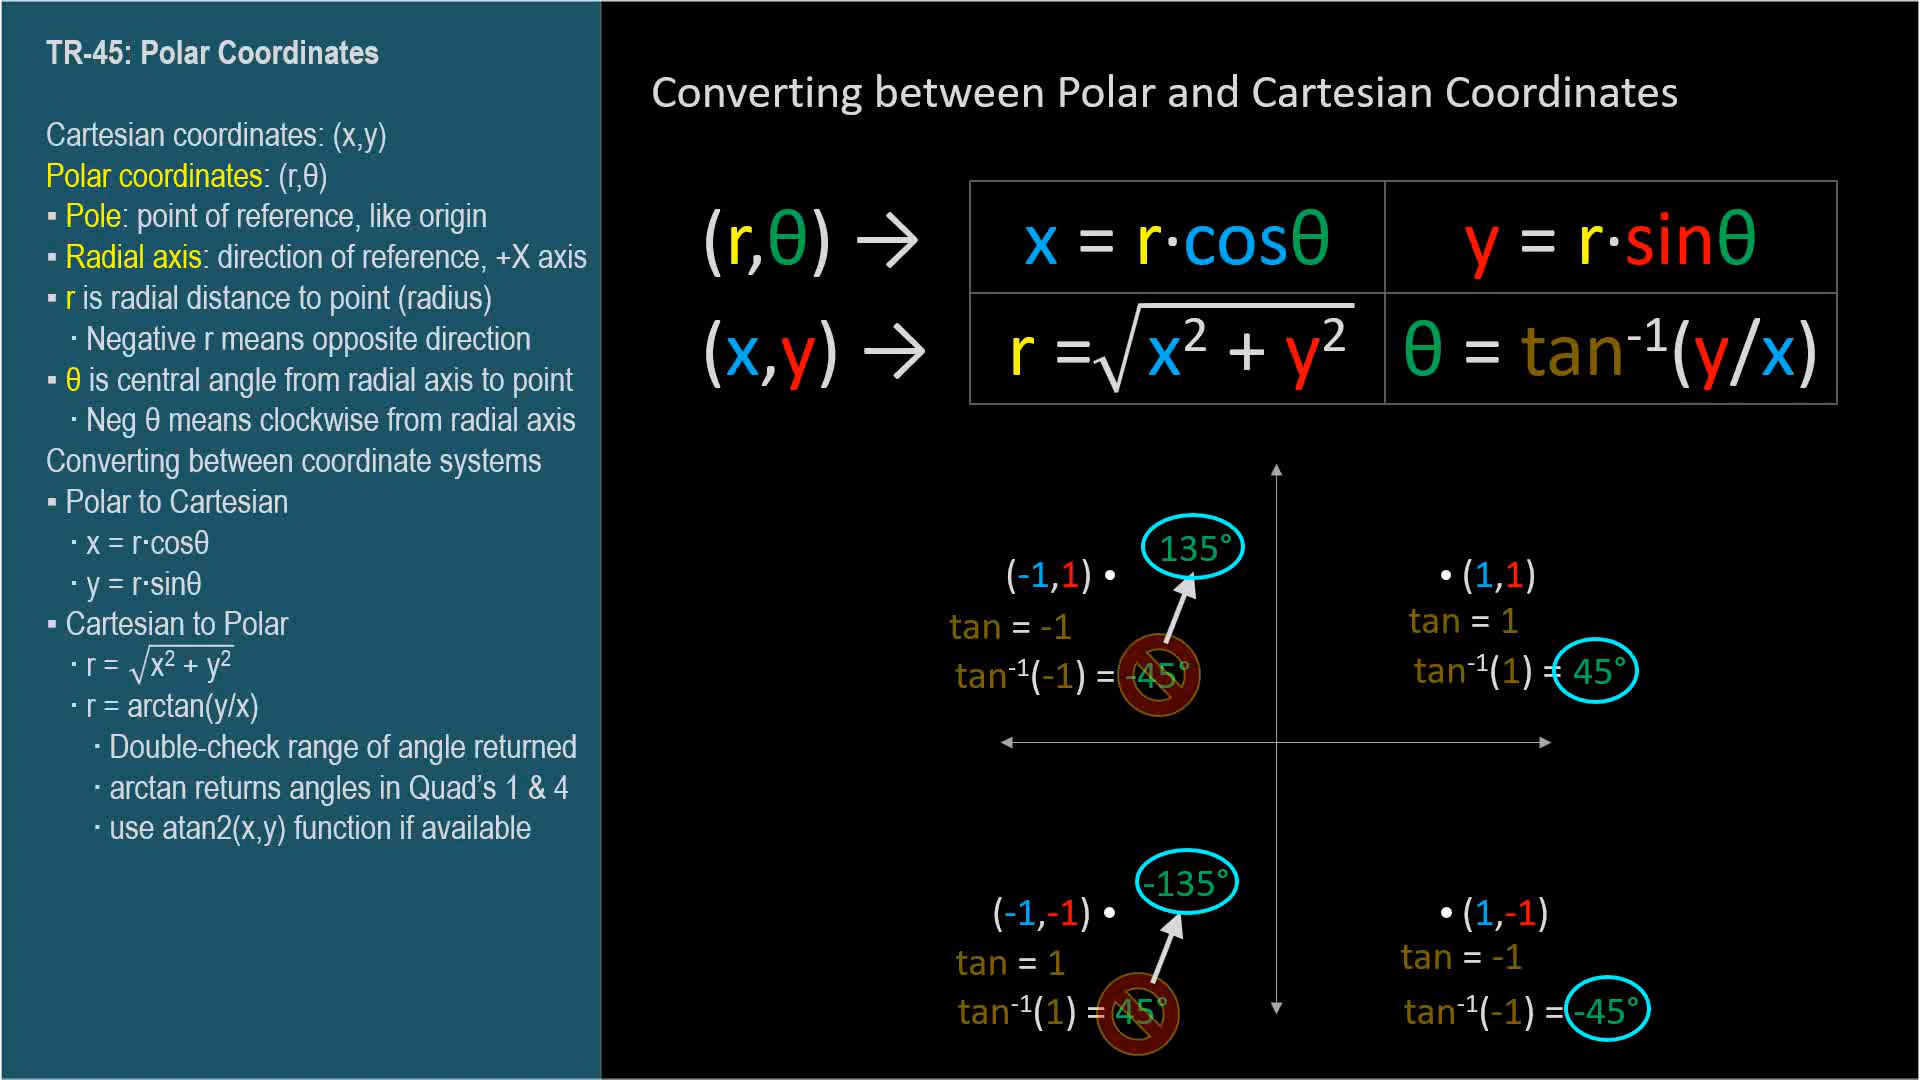 TR-45: Polar Coordinates
Cartesian coordinates: (x,y)
Polar coordinates: (r,θ)
▪ Pole: point of reference, like origin
▪ Radial axis: direction of reference, +X axis
▪ r is radial distance to point (radius)
· Negative r means opposite direction
▪ θ is central angle from radial axis to point
· Neg θ means clockwise from radial axis
Converting between coordinate systems
▪ Polar to Cartesian
· x = r·cosθ
· y = r·sinθ
▪ Cartesian to Polar
· r = √x² + y²
· r = arctan(y/x)
· Double-check range of angle returned
· arctan returns angles in Quad’s 1 & 4
· use atan2(x,y) function if available
Converting between Polar and Cartesian Coordinates
(r,θ) → x = r·cosθ y = r·sinθ
(x,y) → r =√x² + y² θ = tan⁻¹(y/x)
135°
(-1,1) •
tan = -1
tan⁻¹(-1) = -45°
• (1,1)
tan = 1
tan⁻¹(1) = 45°
-135°
(-1,-1) •
tan = 1
tan⁻¹(1) = 45°
• (1,-1)
tan = -1
tan⁻¹(-1) = -45°